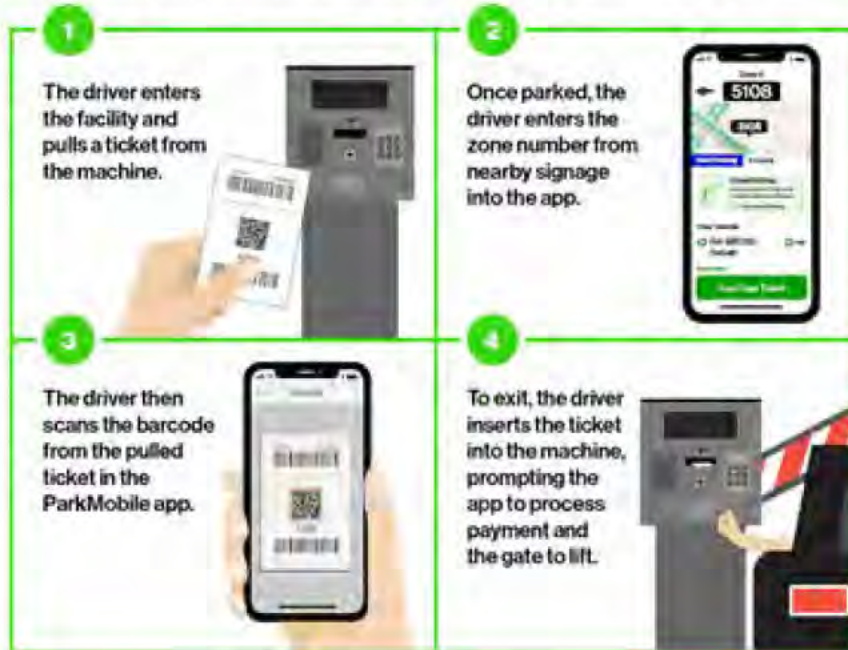 1
The driver enters
the facility and
pulls a ticket from
the machine.
2
Once parked, the
driver enters the
zone number from
nearby signage
into the app.
5108
3
The driver then
scans the barcode
from the pulled
ticket in the
ParkMobile app.
4
To exit, the driver
inserts the ticket
into the machine,
prompting the
app to process
payment and
the gate to lift.